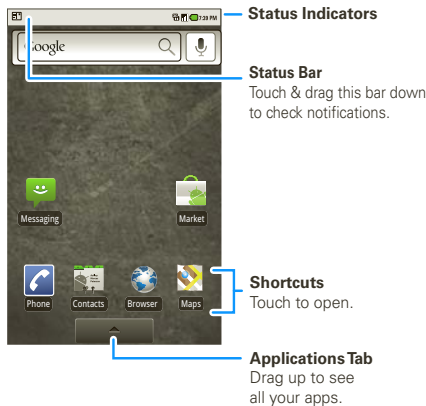 Status Indicators
7:39 PM
Google
Status Bar
Touch & drag this bar down
to check notifications.
Messaging
Market
Phone
Contacts
Browser
Maps
Shortcuts
Touch to open.
Applications Tab
Drag up to see
all your apps.